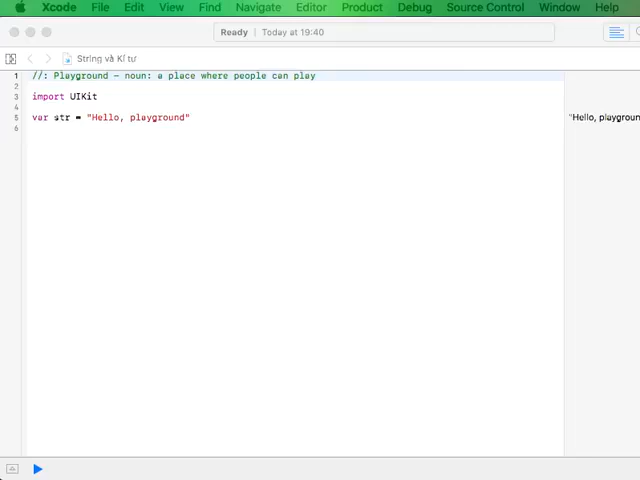 Xcode File Edit View Find Navigate Editor Product Debug Source Control Window Help
Ready | Today at 19:40
String và Kí tư
1 //: Playground – noun: a place where people can play
2
3 import UIKit
4
5 var str = "Hello, playground" "Hello, playgroun
6